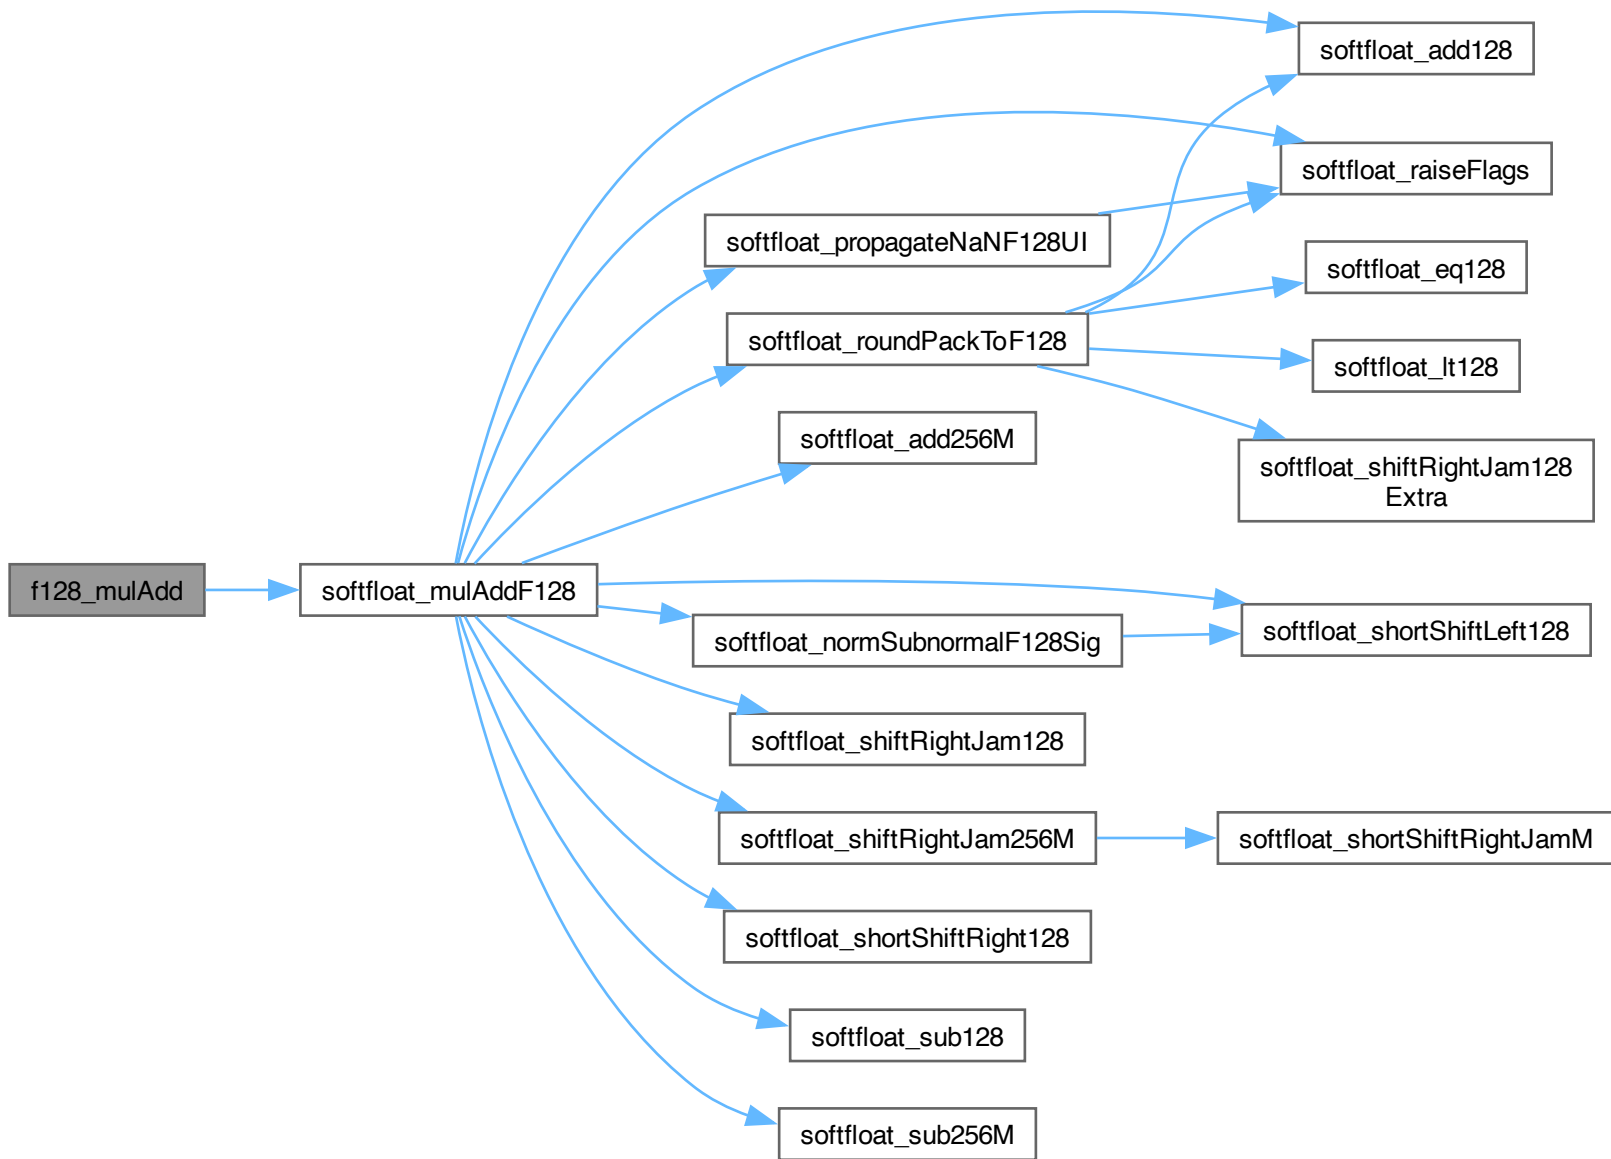 softfloat_add128
softfloat_raiseFlags
softfloat_propagateNaNF128UI
softfloat_eq128
softfloat_roundPackToF128
softfloat_lt128
softfloat_add256M
softfloat_shiftRightJam128
Extra
f128_mulAdd
softfloat_mulAddF128
softfloat_shortShiftLeft128
softfloat_normSubnormalF128Sig
softfloat_shiftRightJam128
softfloat_shiftRightJam256M
softfloat_shortShiftRightJamM
softfloat_shortShiftRight128
softfloat_sub128
softfloat_sub256M